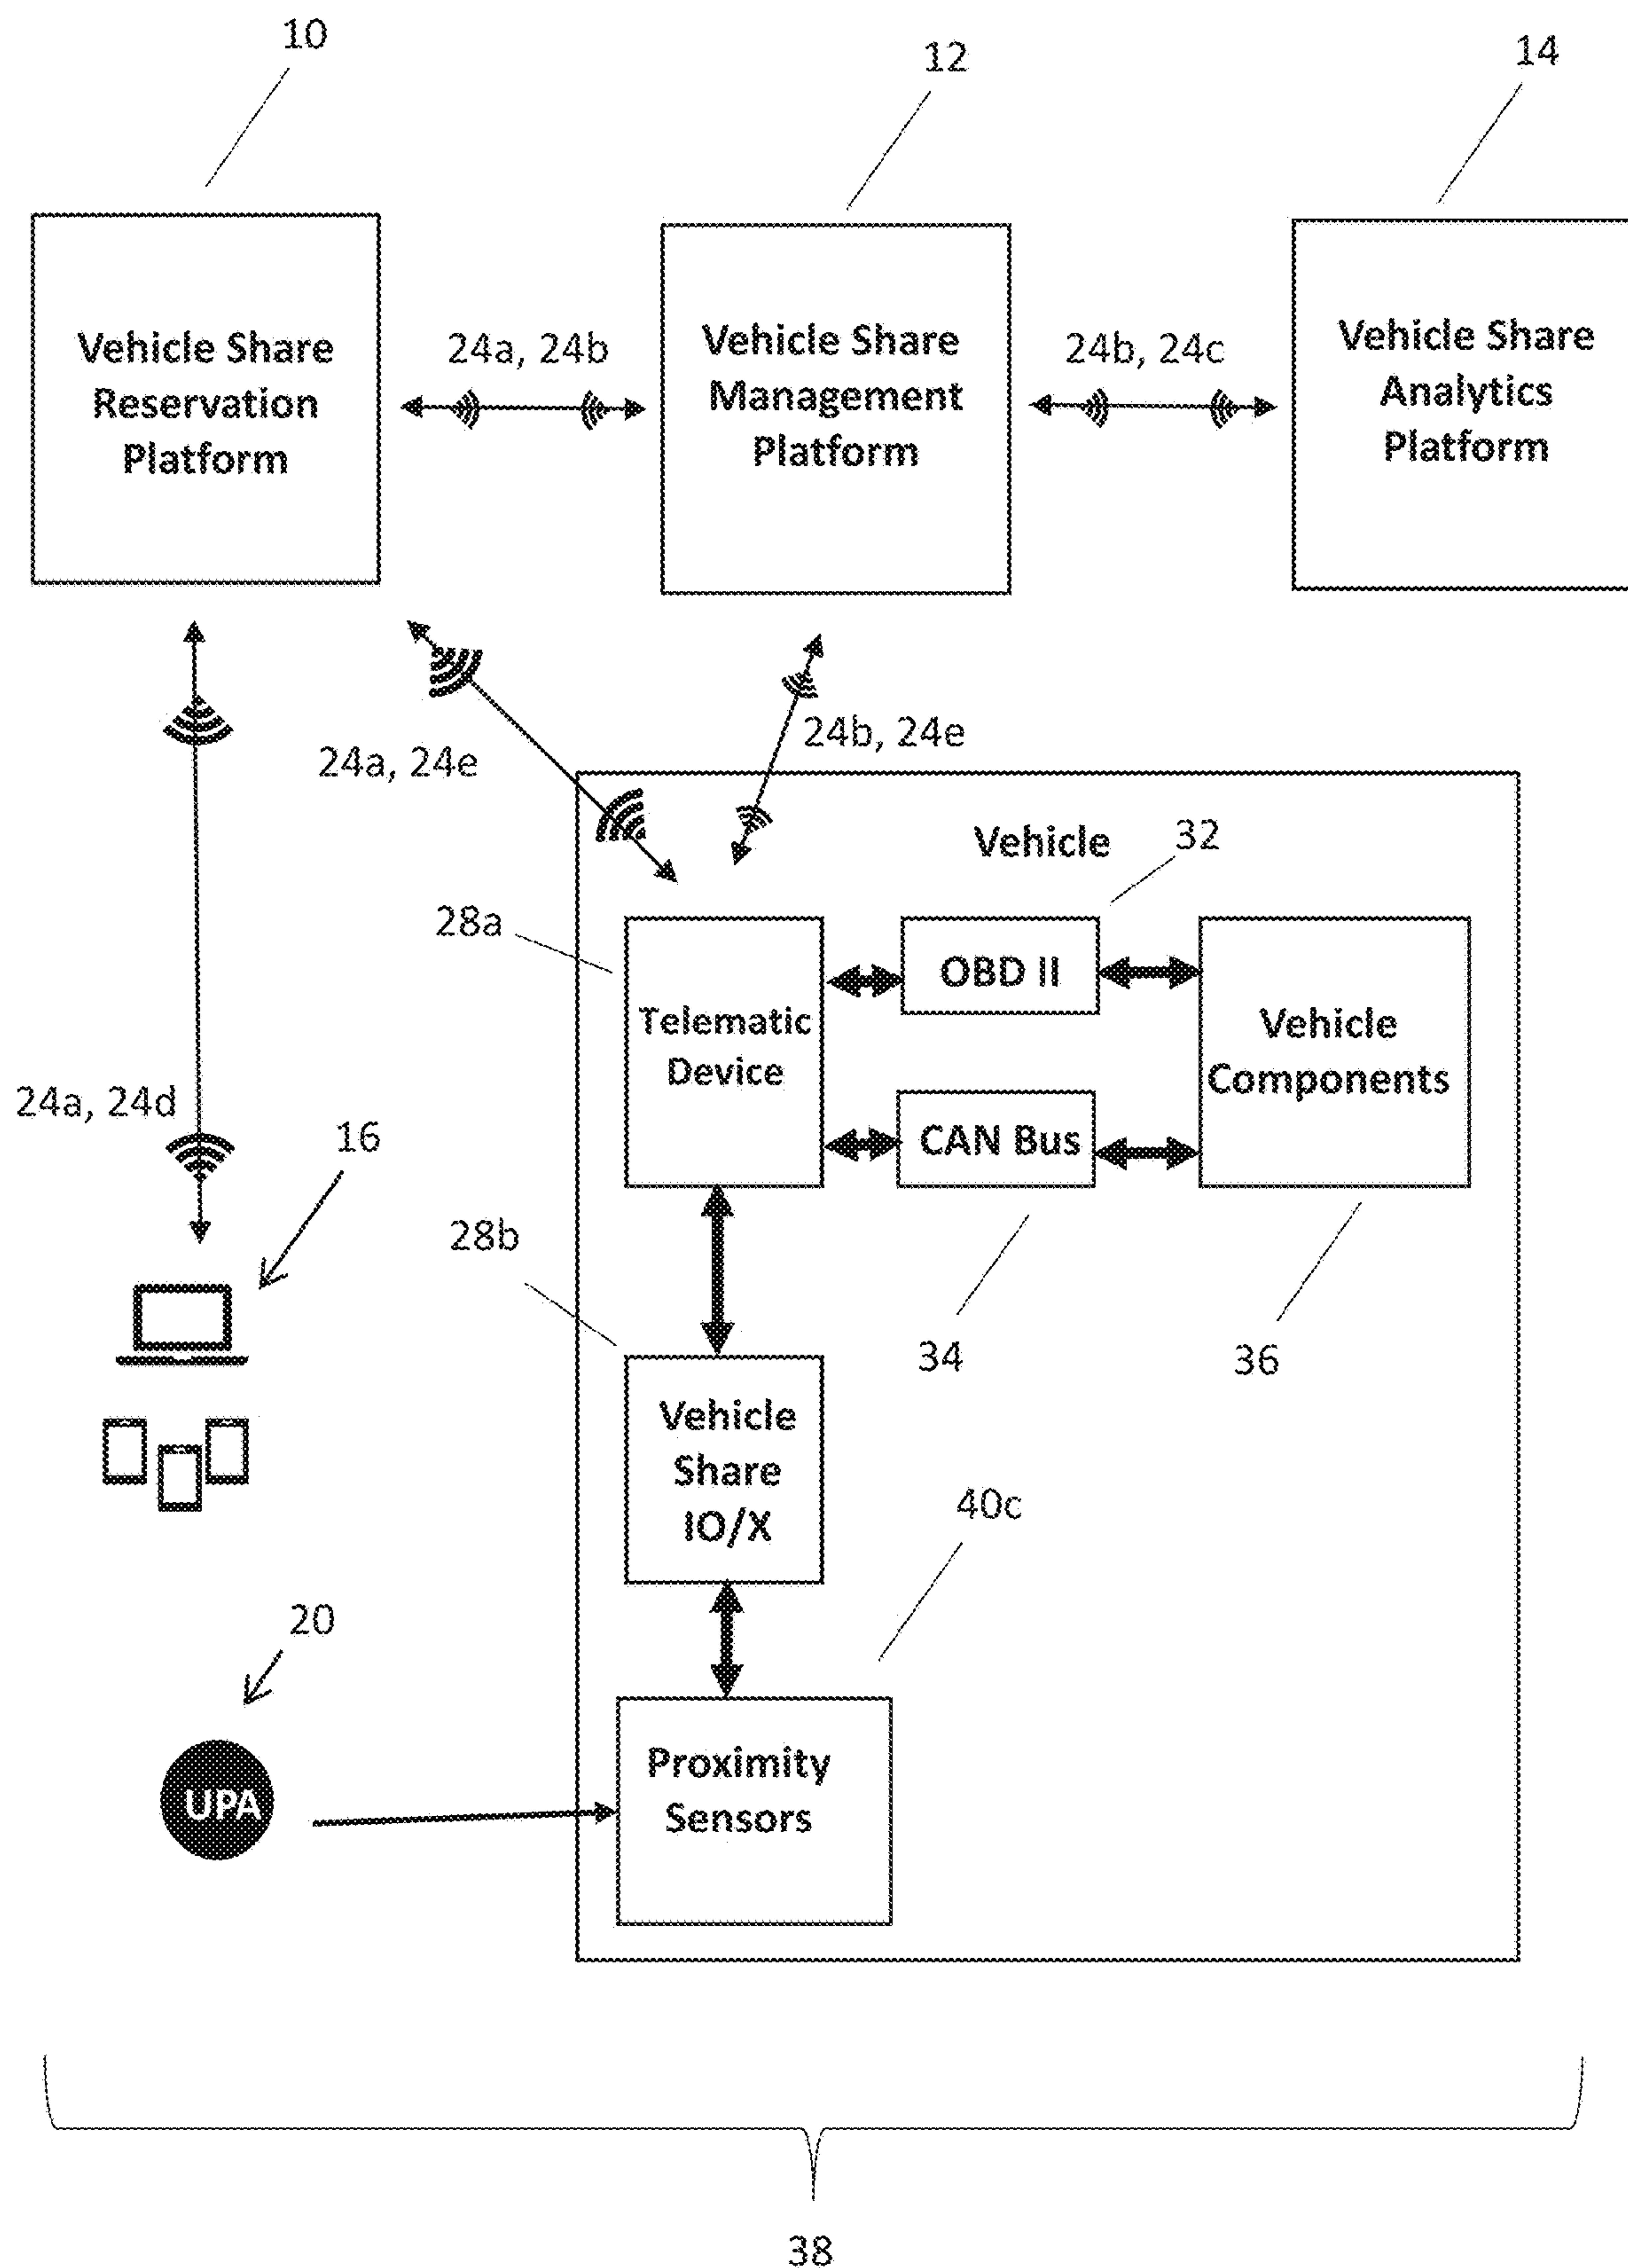 10
12
14
Vehicle Share
Reservation
Platform
24a, 24b
Vehicle Share
Management
Platform
24b, 24c
Vehicle Share
Analytics
Platform
24a, 24e
24b, 24e
Vehicle
32
28a
Telematic
Device
OBD II
CAN Bus
Vehicle
Components
24a, 24d
16
28b
34
36
Vehicle
Share
IO/X
40c
20
UPA
Proximity
Sensors
38